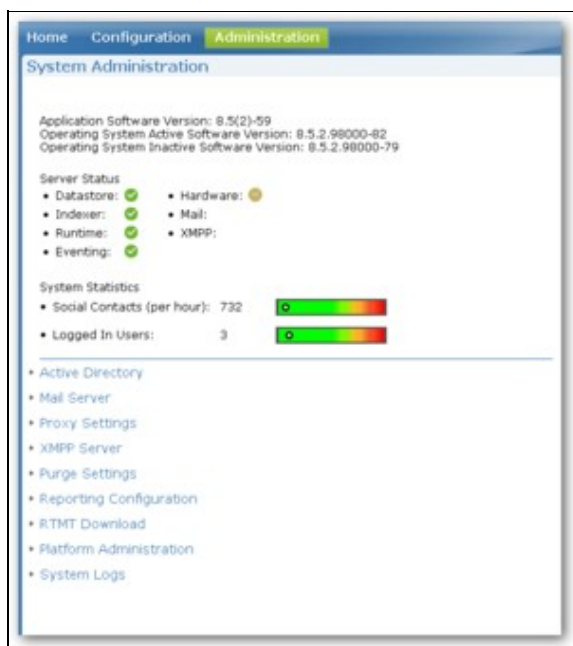 Home Configuration Administration
System Administration
Application Software Version: 8.5(2)-59
Operating System Active Software Version: 8.5.2.98000-82
Operating System Inactive Software Version: 8.5.2.98000-79
Server Status
• Datastore: • Hardware:
• Indexer: • Mail:
• Runtime: • XMPP:
• Eventing:
System Statistics
• Social Contacts (per hour): 732
• Logged In Users: 3
• Active Directory
• Mail Server
• Proxy Settings
• XMPP Server
• Purge Settings
• Reporting Configuration
• RTMT Download
• Platform Administration
• System Logs